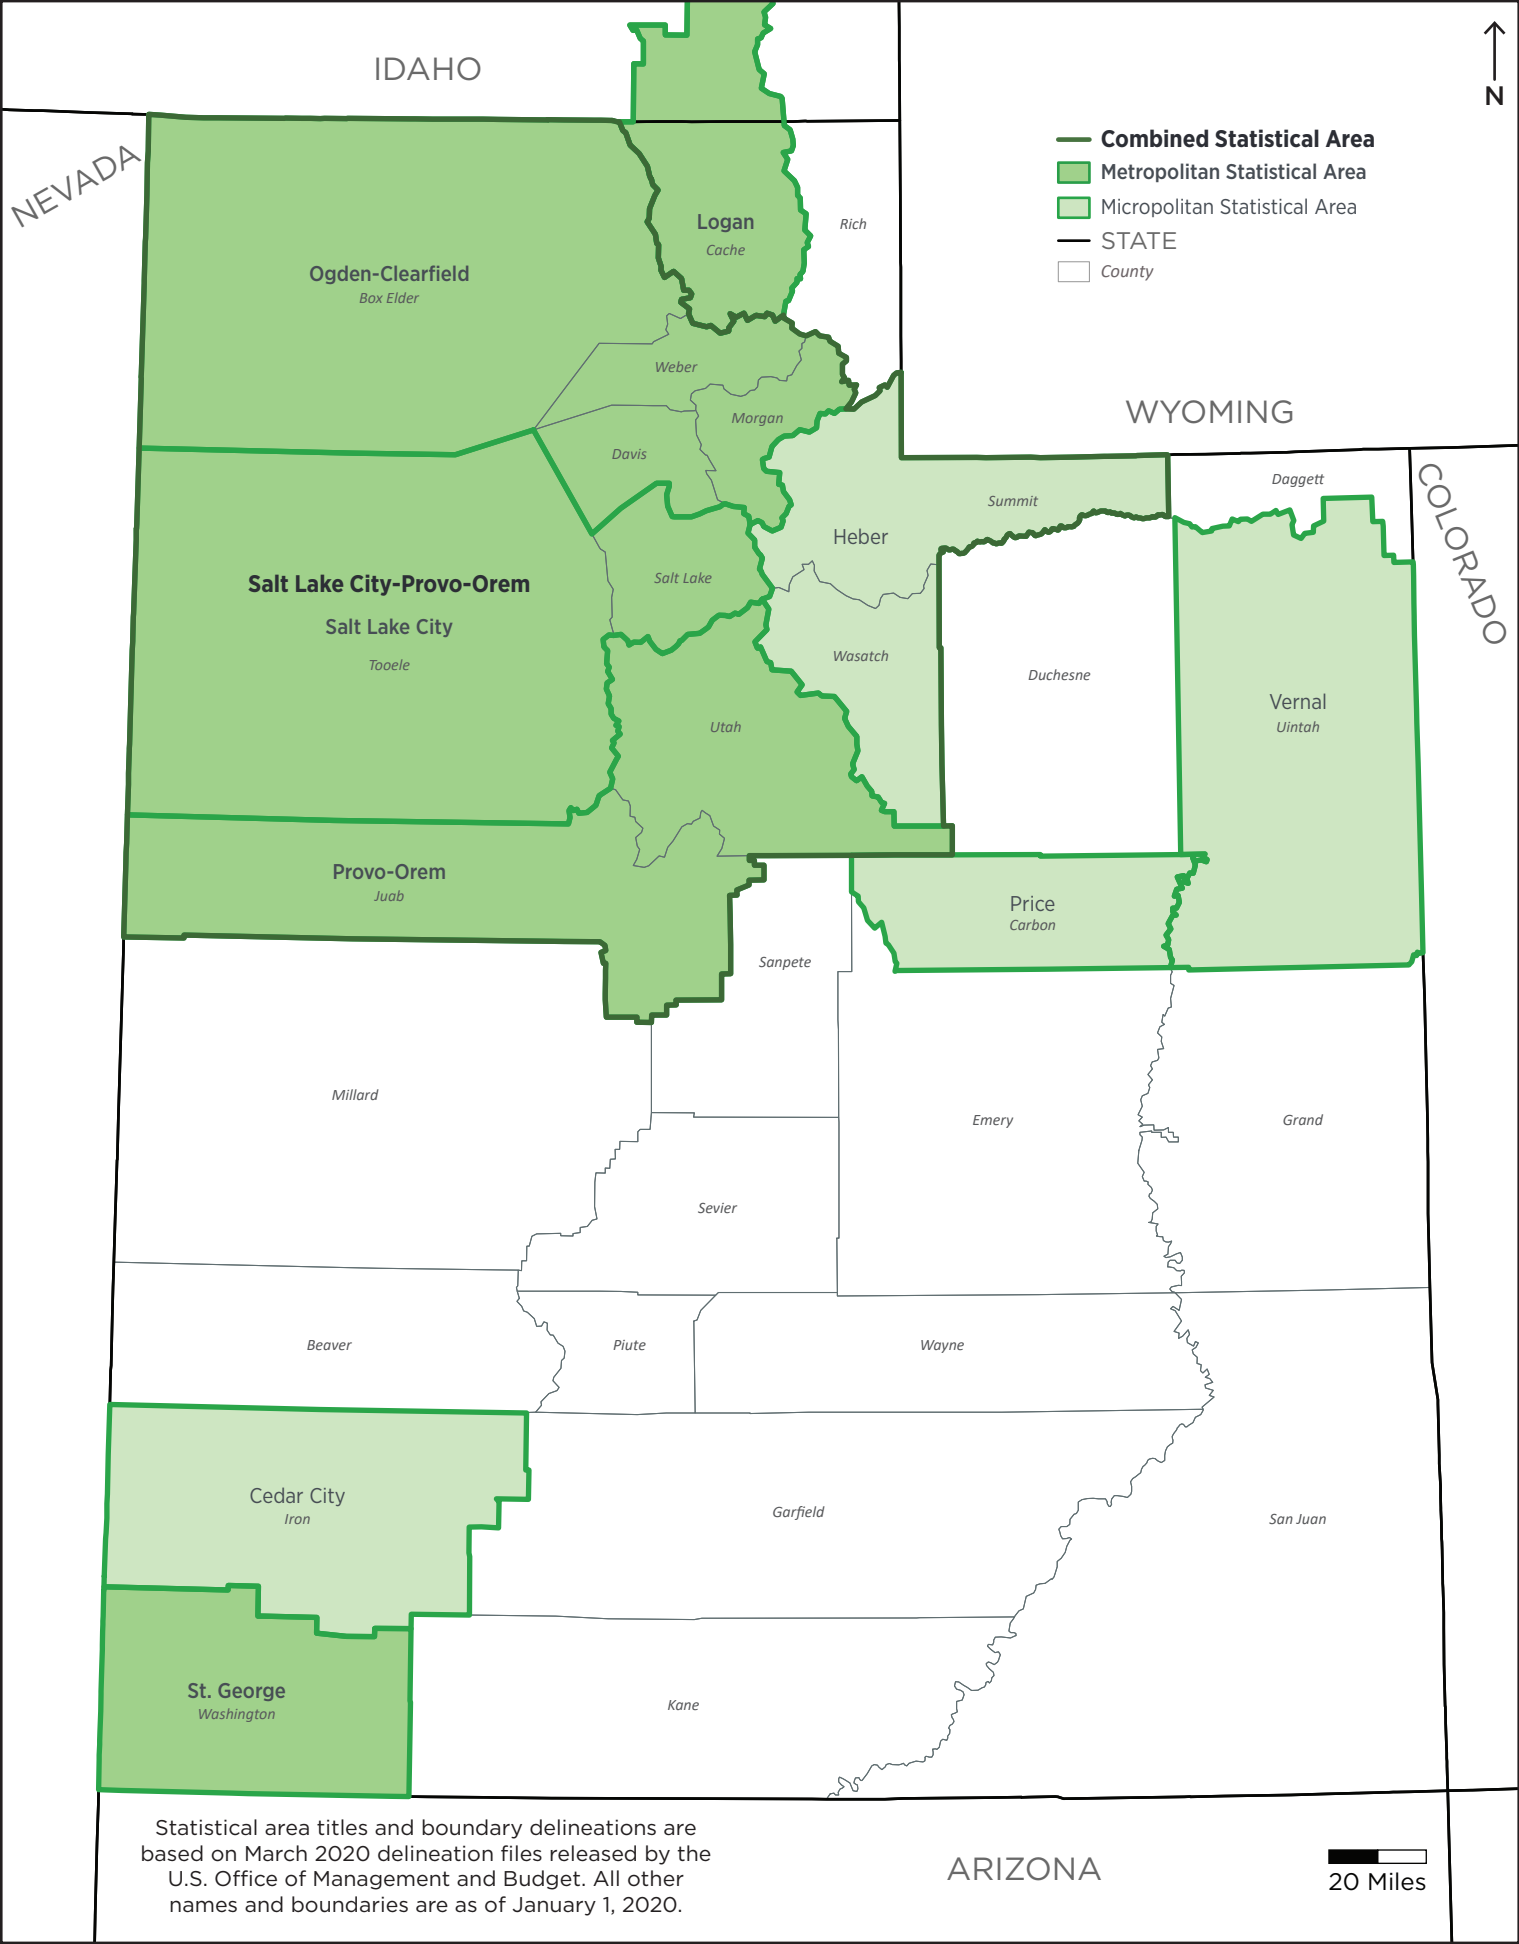 IDAHO
N
NEVADA
Combined Statistical Area
Metropolitan Statistical Area
Micropolitan Statistical Area
STATE
County
Logan
Cache
Rich
Ogden-Clearfield
Box Elder
Weber
WYOMING
Morgan
Davis
Daggett
COLORADO
Summit
Heber
Salt Lake
Salt Lake City-Provo-Orem
Salt Lake City
Tooele
Wasatch
Duchesne
Vernal
Uintah
Utah
Provo-Orem
Juab
Price
Carbon
Sanpete
Millard
Emery
Grand
Sevier
Beaver
Piute
Wayne
Cedar City
Iron
Garfield
San Juan
St. George
Washington
Kane
Statistical area titles and boundary delineations are
based on March 2020 delineation files released by the
U.S. Office of Management and Budget. All other
names and boundaries are as of January 1, 2020.
ARIZONA
20 Miles